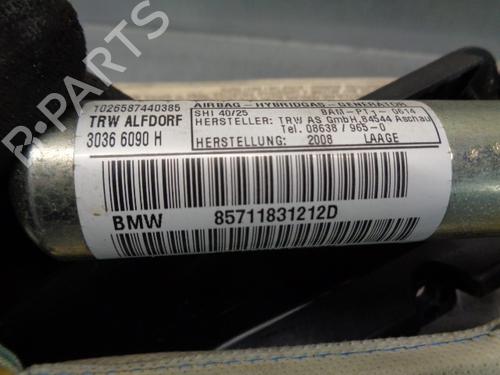 1026587440385
TRW ALFDORF
3036 6090 H
AIRBAG - HYBRIDGAS - GENERATOR
SHI 40/25 BAM-PT1- 0614
HERSTELLER: TRW AS GmbH, 84544 Aschau
Tel. 08638/ 965-0
HERSTELLUNG: 2008 LAAGE
BMW 85711831212D
B-PARTS